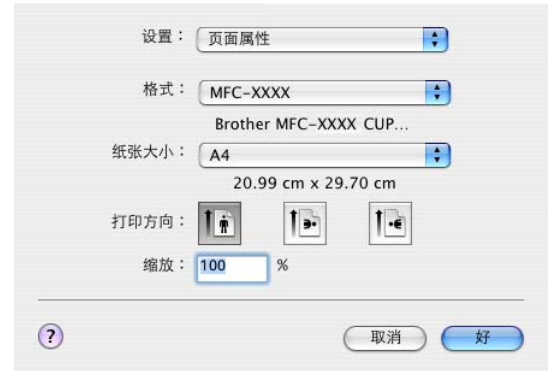 设置： 页面属性
格式： MFC-XXXX
Brother MFC-XXXX CUP...
纸张大小： A4
20.99 cm x 29.70 cm
打印方向：
缩放： 100 %
? 取消 好